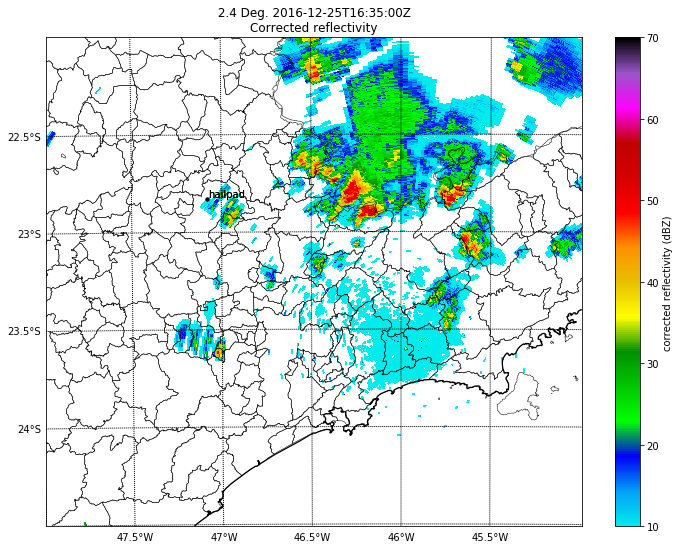 2.4 Deg. 2016-12-25T16:35:00Z
Corrected reflectivity
22.5°S
23°S
23.5°S
24°S
hailpad
47.5°W
47°W
46.5°W
46°W
45.5°W
70
60
50
40
30
20
10
corrected reflectivity (dBZ)